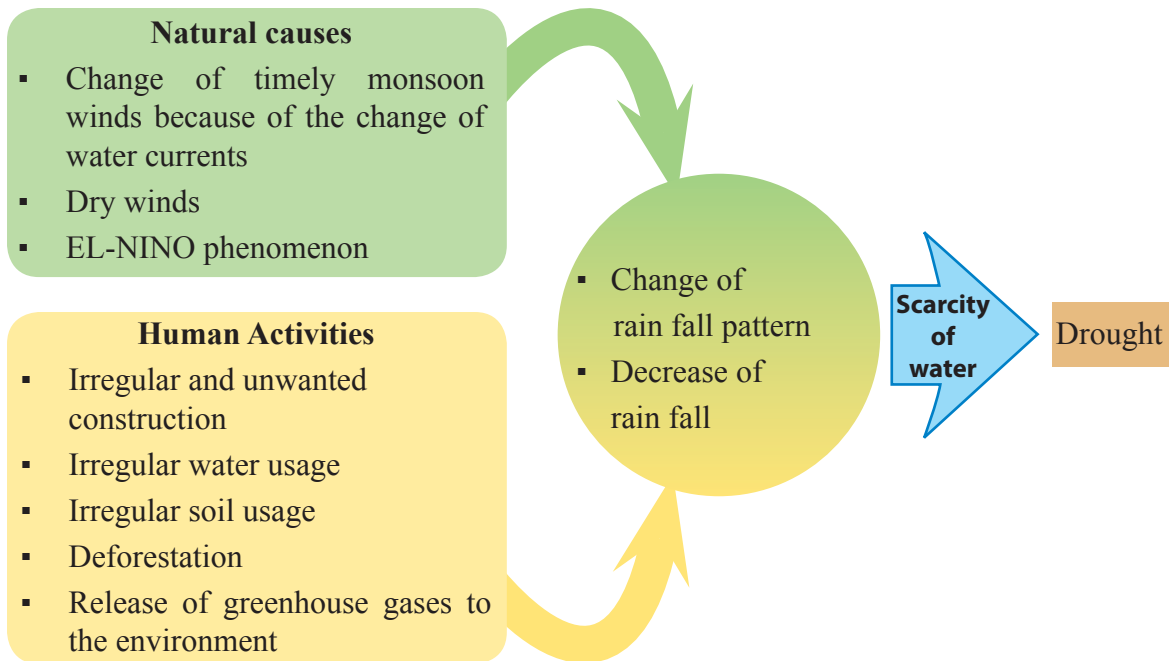 Natural causes
▪ Change of timely monsoon
winds because of the change of
water currents
▪ Dry winds
▪ EL-NINO phenomenon
Human Activities
▪ Irregular and unwanted
construction
▪ Irregular water usage
▪ Irregular soil usage
▪ Deforestation
▪ Release of greenhouse gases to
the environment
▪ Change of
rain fall pattern
▪ Decrease of
rain fall
Scarcity
of
water
Drought